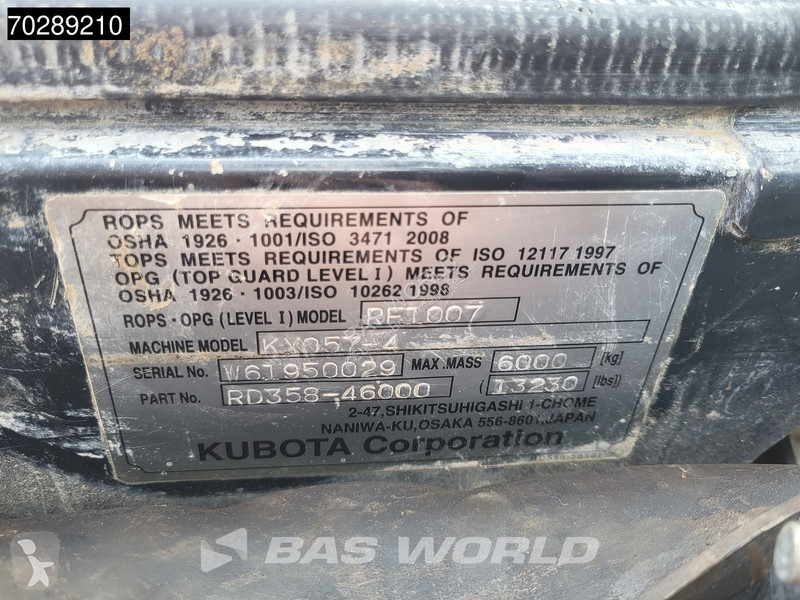 70289210
ROPS MEETS REQUIREMENTS OF
OSHA 1926 · 1001/ISO 3471 2008
TOPS MEETS REQUIREMENTS OF ISO 12117 1997
OPG (TOP GUARD LEVEL I) MEETS REQUIREMENTS OF
OSHA 1926 · 1003/ISO 10262 1998
ROPS · OPG (LEVEL I) MODEL RF1007
MACHINE MODEL KX057-4
SERIAL No. W61950029 MAX.MASS 6000 [kg]
PART No. RD358-46000 (13230 [lbs])
2-47,SHIKITSUHIGASHI 1-CHOME
NANIWA-KU,OSAKA 556-8601,JAPAN
KUBOTA Corporation
BAS WORLD